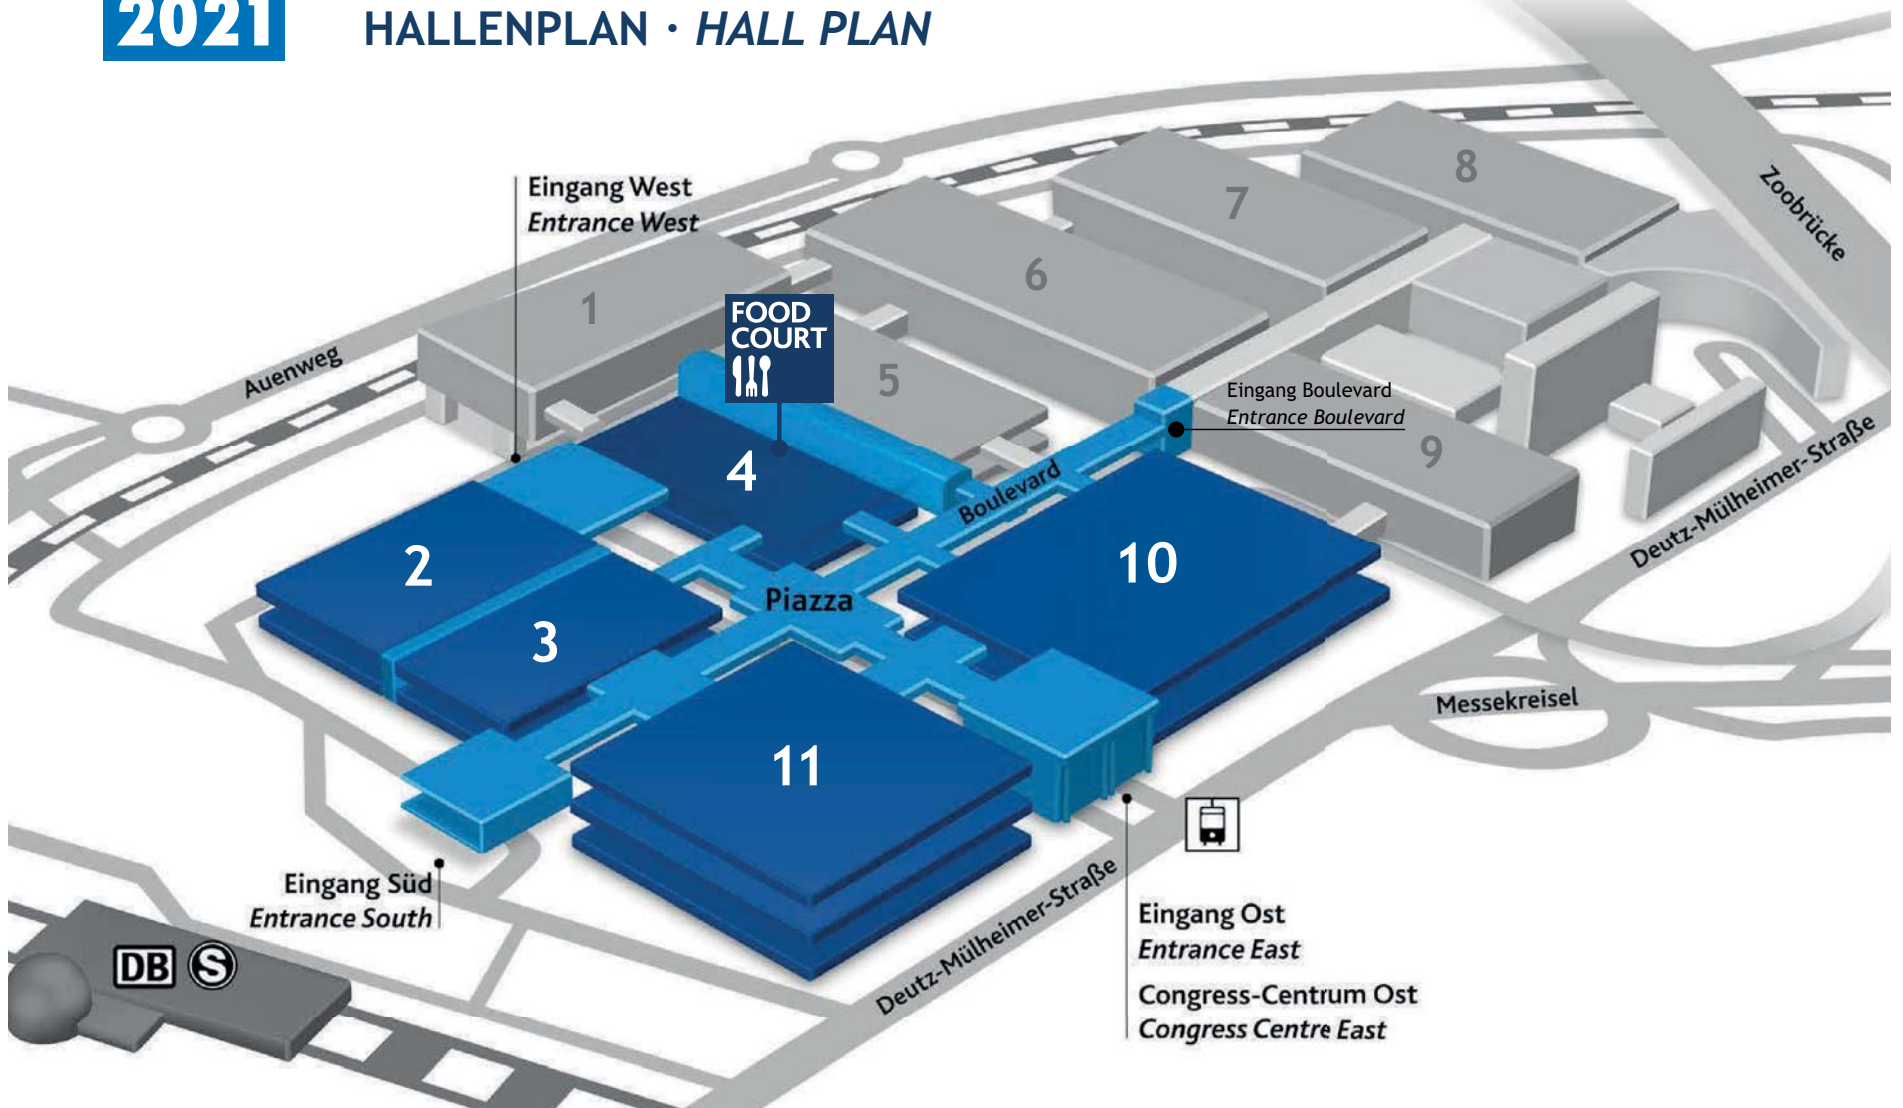 2021
HALLENPLAN · HALL PLAN
Eingang West
Entrance West
Zoobrücke
8
7
6
1
FOOD
COURT
5
Auenweg
Eingang Boulevard
Entrance Boulevard
9
4
Boulevard
Deutz-Mülheimer-Straße
2
10
Piazza
3
Messekreisel
11
Eingang Süd
Entrance South
DB S
Deutz-Mülheimer-Straße
Eingang Ost
Entrance East
Congress-Centrum Ost
Congress Centre East